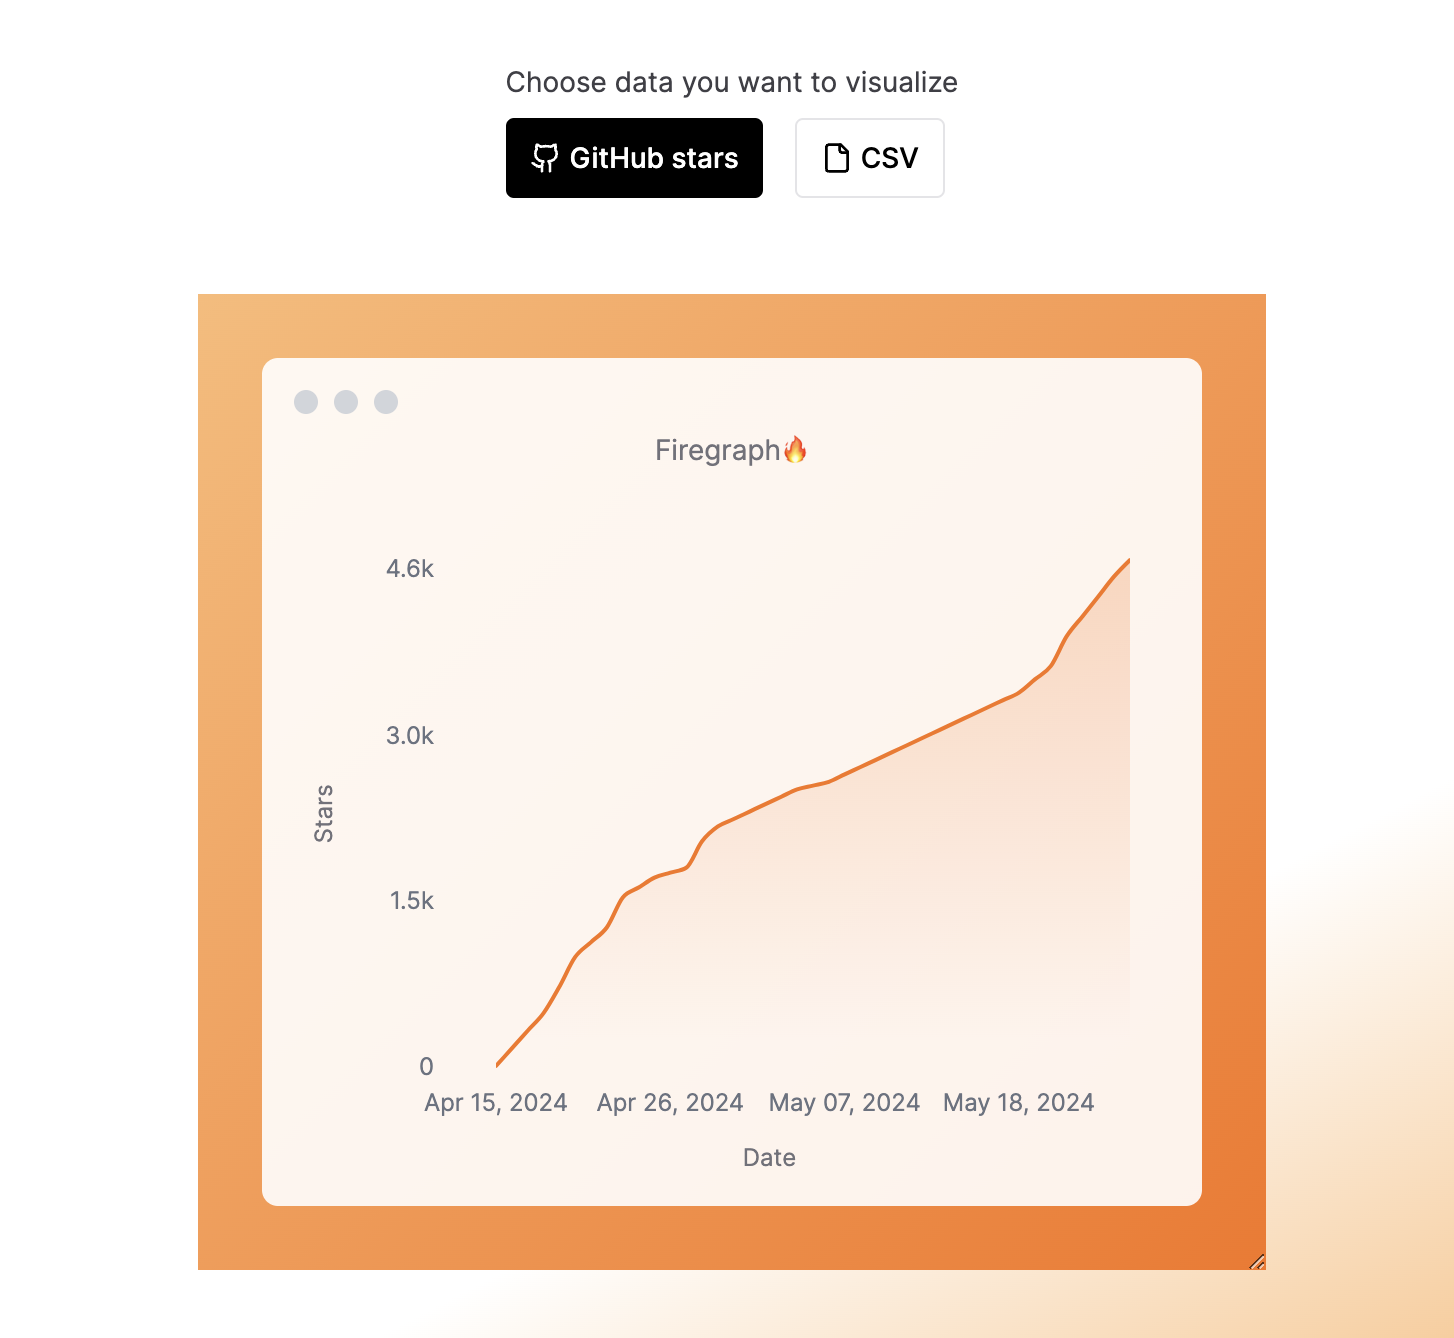 Choose data you want to visualize
GitHub stars CSV
Firegraph🔥
4.6k
3.0k
Stars
1.5k
0
Apr 15, 2024 Apr 26, 2024 May 07, 2024 May 18, 2024
Date